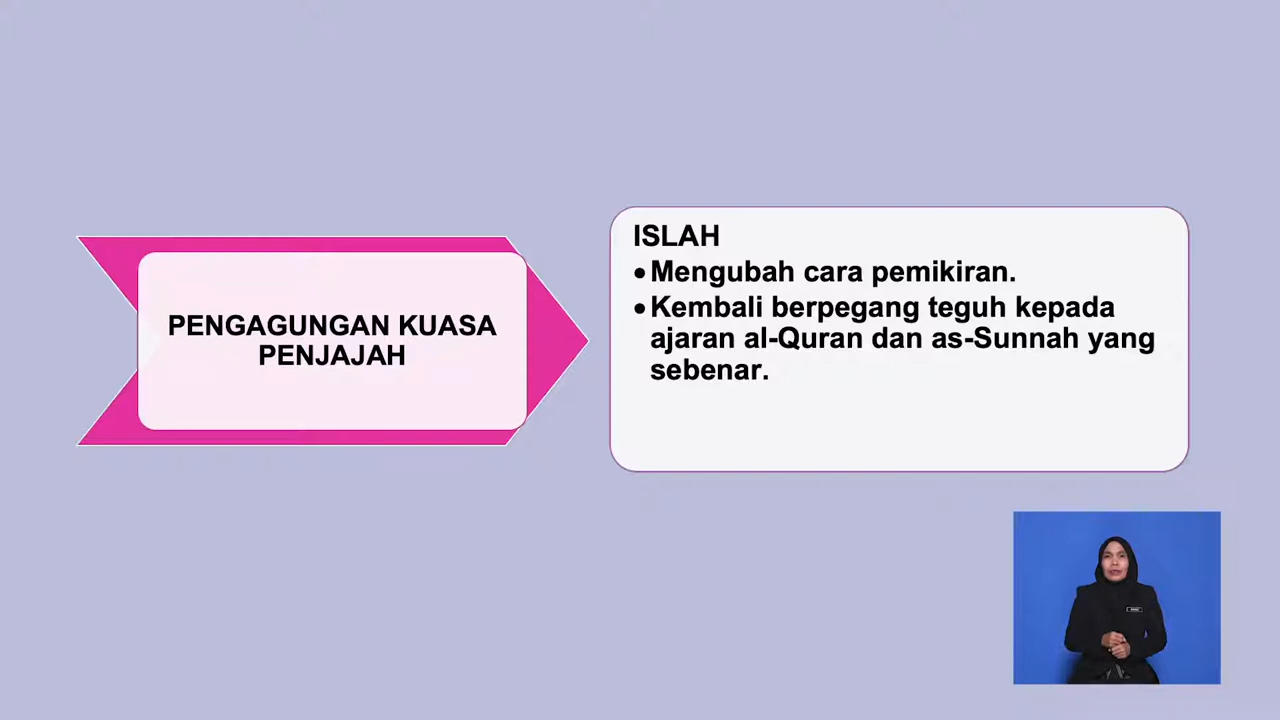 PENGAGUNGAN KUASA
PENJAJAH
ISLAH
•Mengubah cara pemikiran.
•Kembali berpegang teguh kepada
ajaran al-Quran dan as-Sunnah yang
sebenar.